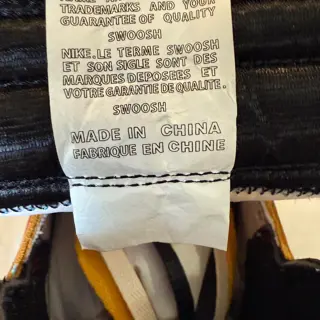 TRADEMARKS AND YOUR
GUARANTEE OF QUALITY
SWOOSH
NIKE. LE TERME SWOOSH
ET SON SIGLE SONT DES
MARQUES DEPOSEES ET
VOTRE GARANTIE DE QUALITE.
SWOOSH
MADE IN CHINA
FABRIQUE EN CHINE